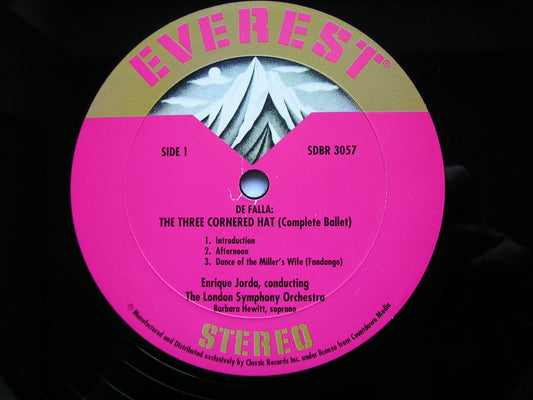 EVEREST®
SIDE 1
SDBR 3057
DE FALLA:
THE THREE CORNERED HAT (Complete Ballet)
1. Introduction
2. Afternoon
3. Dance of the Miller's Wife (Fandango)
Enrique Jorda, conducting
The London Symphony Orchestra
Barbara Hewitt, soprano
STEREO
© Manufactured and Distributed exclusively by Classic Records Inc. under license from Countdown Media